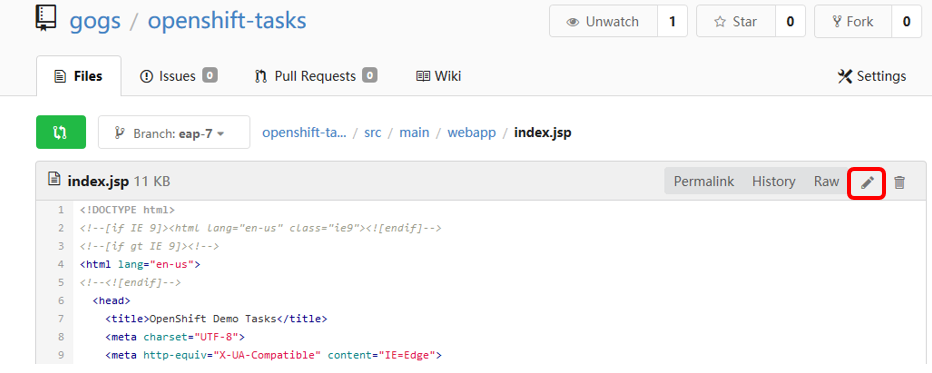 gogs / openshift-tasks Unwatch 1 Star 0 Fork 0
Files Issues 0 Pull Requests 0 Wiki Settings
Branch: eap-7 openshift-ta... / src / main / webapp / index.jsp
index.jsp 11 KB Permalink History Raw
1 <!DOCTYPE html>
2 <!--[if IE 9]><html lang="en-us" class="ie9"><![endif]-->
3 <!--[if gt IE 9]><!-->
4 <html lang="en-us">
5 <!--<![endif]-->
6 <head>
7 <title>OpenShift Demo Tasks</title>
8 <meta charset="UTF-8">
9 <meta http-equiv="X-UA-Compatible" content="IE=Edge">